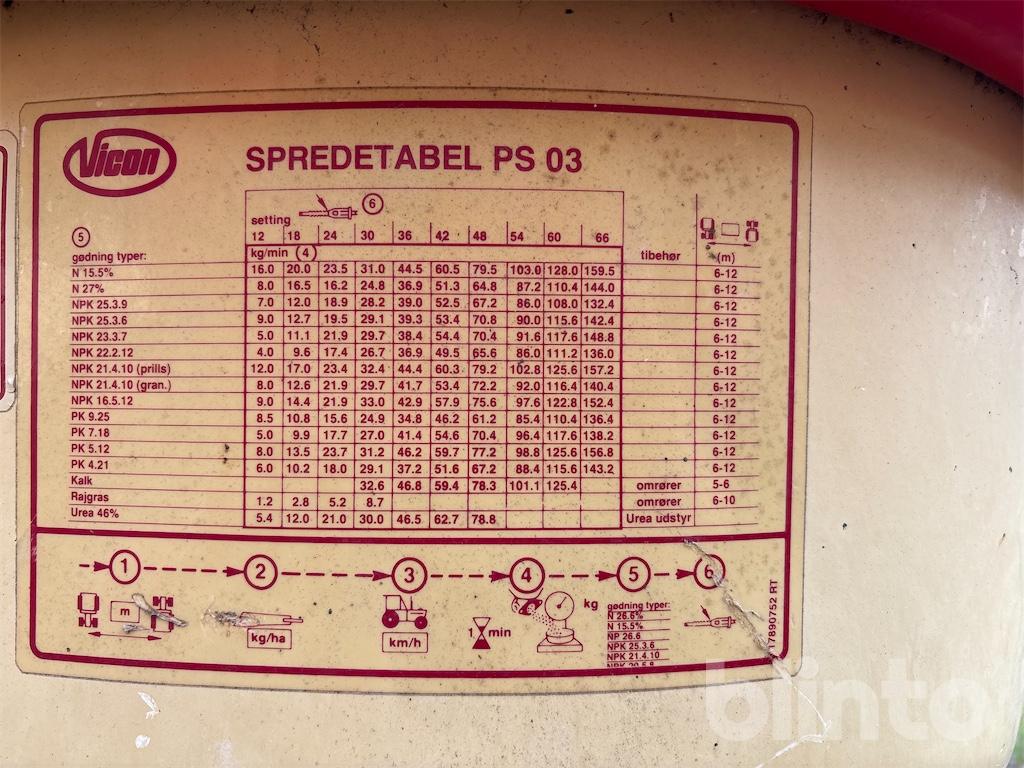 Vicon
SPREDETABEL PS 03
setting
6
12 18 24 30 36 42 48 54 60 66
5
gødning typer:
kg/min 4
tibehør
(m)
N 15.5% 16.0 20.0 23.5 31.0 44.5 60.5 79.5 103.0 128.0 159.5 6-12
N 27% 8.0 16.5 16.2 24.8 36.9 51.3 64.8 87.2 110.4 144.0 6-12
NPK 25.3.9 7.0 12.0 18.9 28.2 39.0 52.5 67.2 86.0 108.0 132.4 6-12
NPK 25.3.6 9.0 12.7 19.5 29.1 39.3 53.4 70.8 90.0 115.6 142.4 6-12
NPK 23.3.7 5.0 11.1 21.9 29.7 38.4 54.4 70.4 91.6 117.6 148.8 6-12
NPK 22.2.12 4.0 9.6 17.4 26.7 36.9 49.5 65.6 86.0 111.2 136.0 6-12
NPK 21.4.10 (prills) 12.0 17.0 23.4 32.4 44.4 60.3 79.2 102.8 125.6 157.2 6-12
NPK 21.4.10 (gran.) 8.0 12.6 21.9 29.7 41.7 53.4 72.2 92.0 116.4 140.4 6-12
NPK 16.5.12 9.0 14.4 21.9 33.0 42.9 57.9 75.6 97.6 122.8 152.4 6-12
PK 9.25 8.5 10.8 15.6 24.9 34.8 46.2 61.2 85.4 110.4 136.4 6-12
PK 7.18 5.0 9.9 17.7 27.0 41.4 54.6 70.4 96.4 117.6 138.2 6-12
PK 5.12 8.0 13.5 23.7 31.2 46.2 59.7 77.2 98.8 125.6 156.8 6-12
PK 4.21 6.0 10.2 18.0 29.1 37.2 51.6 67.2 88.4 115.6 143.2 6-12
Kalk 32.6 46.8 59.4 78.3 101.1 125.4 omrører 5-6
Rajgras 1.2 2.8 5.2 8.7 omrører 6-10
Urea 46% 5.4 12.0 21.0 30.0 46.5 62.7 78.8 Urea udstyr
1 2 3 4 5 6
m
kg/ha
km/h
1 min
kg
gødning typer:
N 26.6%
N 15.5%
NP 26.6
NPK 25.3.6
NPK 21.4.10
NPK 20.5.8
17890752 RT
blinto